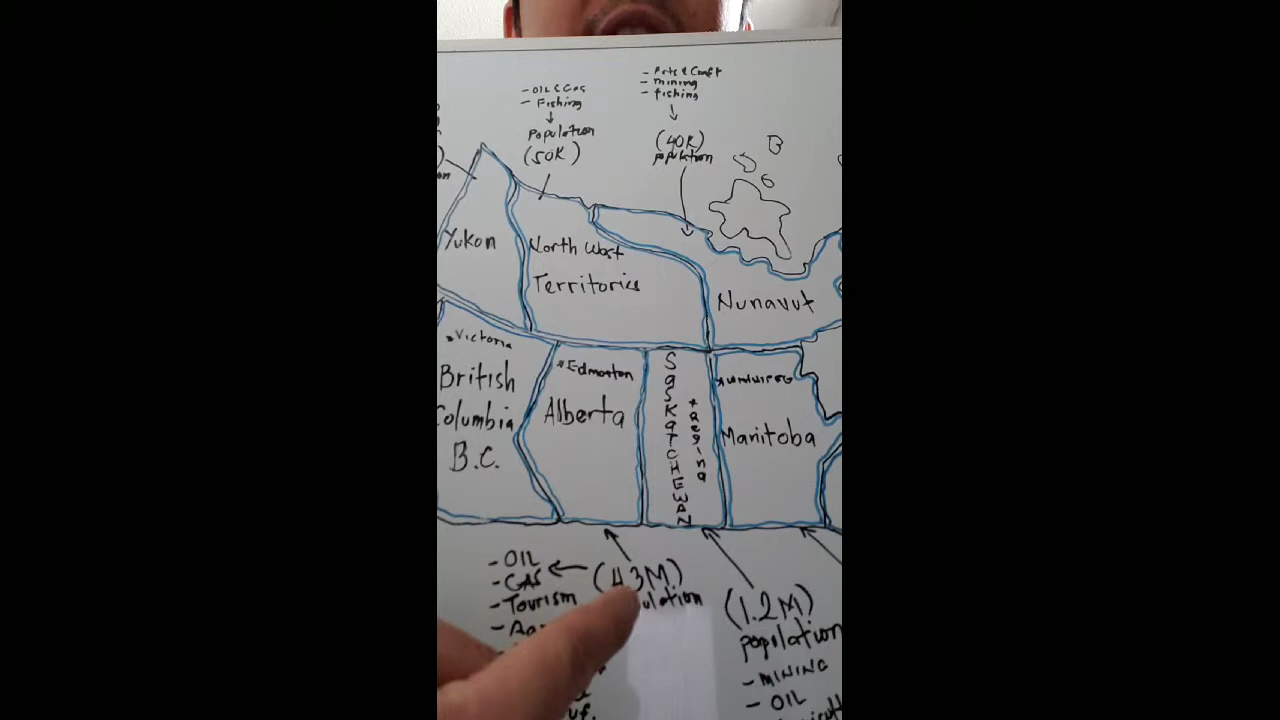 - Arts & Craft
- mining
- fishing
- OIL & GAS
- Fishing
Population
(50K)
(40K)
population
Yukon
North West
Territories
Nunavut
Victoria
British
Columbia
B.C.
Edmonton
Alberta
SasKaTCHEWAN
Regina
Manitoba
- OIL
- GAS
- Tourism
(4.3M)
(1.2M)
population
- MINING
- OIL